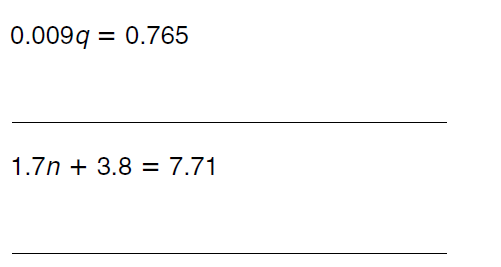 0.009q = 0.765
1.7n + 3.8 = 7.71